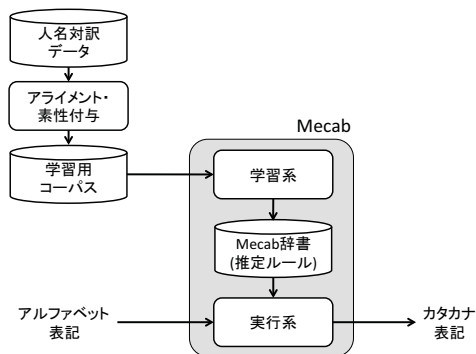 人名対訳
データ
アライメント・
素性付与
学習用
コーパス
Mecab
学習系
Mecab辞書
(推定ルール)
アルファベット
表記
実行系
カタカナ
表記